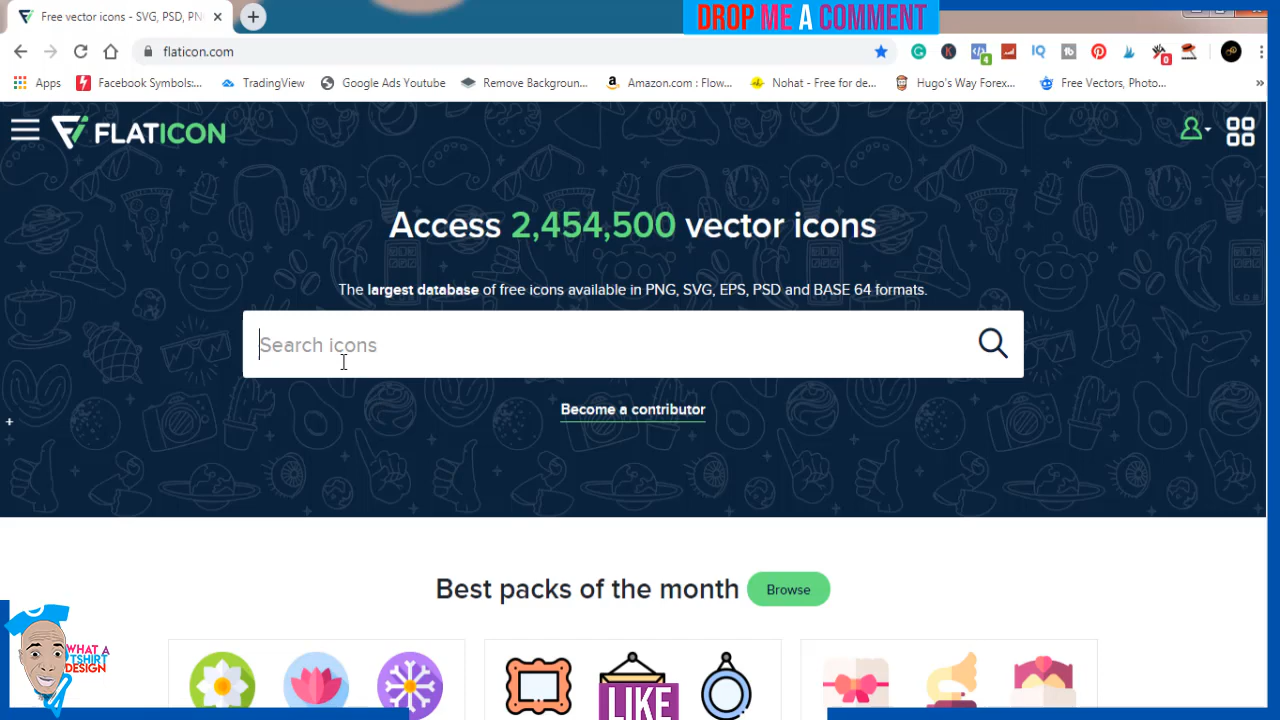 DROP ME A COMMENT
Free vector icons - SVG, PSD, PN
flaticon.com
Apps
Facebook Symbols:...
TradingView
Google Ads Youtube
Remove Backgroun...
Amazon.com : Flow...
Nohat - Free for de...
Hugo's Way Forex...
Free Vectors, Photo...
FLATICON
Access 2,454,500 vector icons
The largest database of free icons available in PNG, SVG, EPS, PSD and BASE 64 formats.
Search icons
Become a contributor
Best packs of the month
Browse
WHAT A
TSHIRT
DESIGN
LIKE